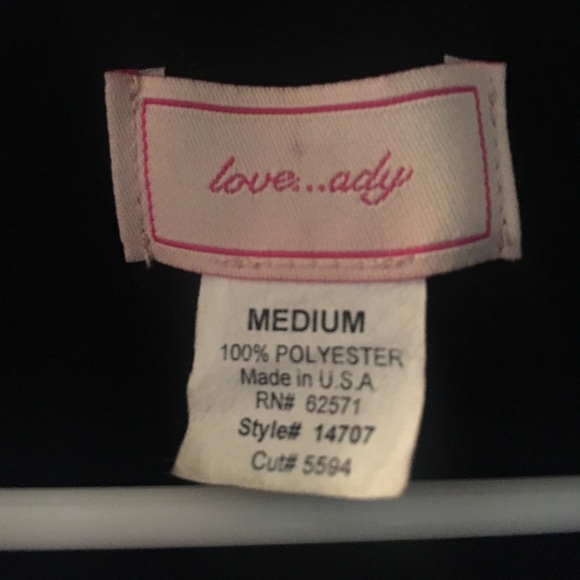 love...ady
MEDIUM
100% POLYESTER
Made in U.S.A
RN# 62571
Style# 14707
Cut# 5594